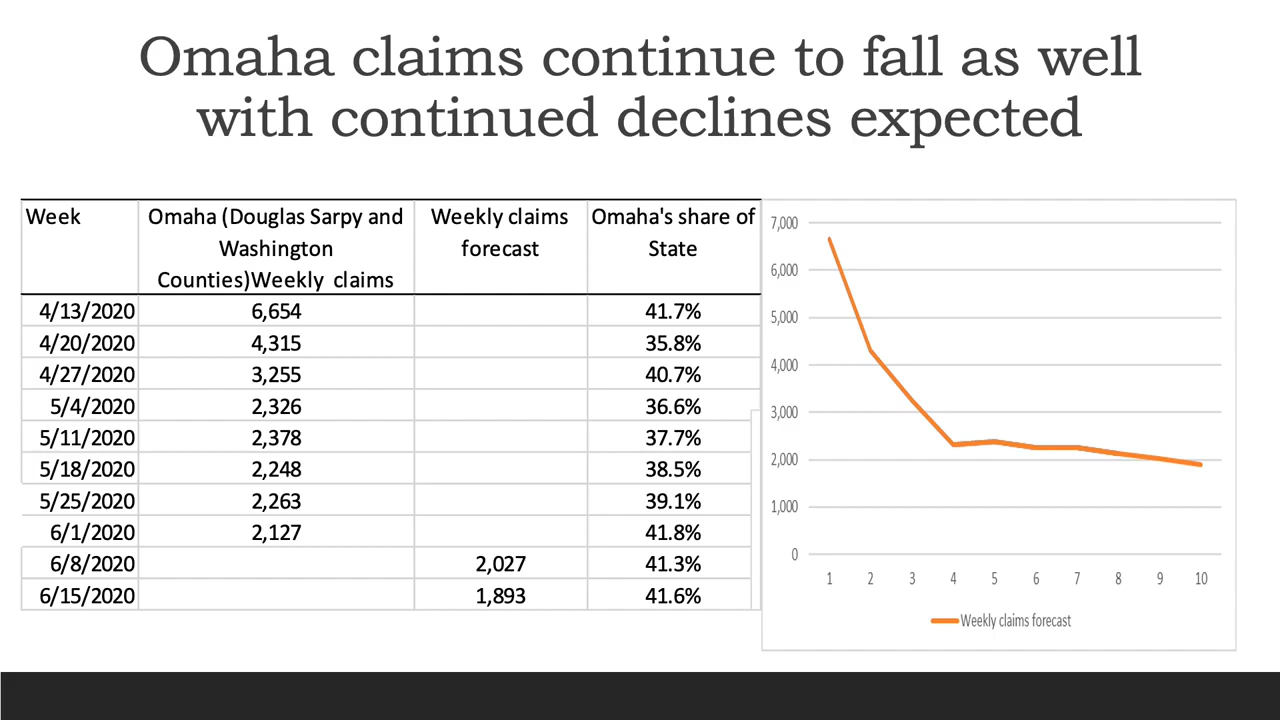 Omaha claims continue to fall as well
with continued declines expected
Week Omaha (Douglas Sarpy and Weekly claims Omaha's share of
Washington forecast State
Counties)Weekly claims
4/13/2020 6,654 41.7%
4/20/2020 4,315 35.8%
4/27/2020 3,255 40.7%
5/4/2020 2,326 36.6%
5/11/2020 2,378 37.7%
5/18/2020 2,248 38.5%
5/25/2020 2,263 39.1%
6/1/2020 2,127 41.8%
6/8/2020 2,027 41.3%
6/15/2020 1,893 41.6%
7,000
6,000
5,000
4,000
3,000
2,000
1,000
0
1 2 3 4 5 6 7 8 9 10
Weekly claims forecast